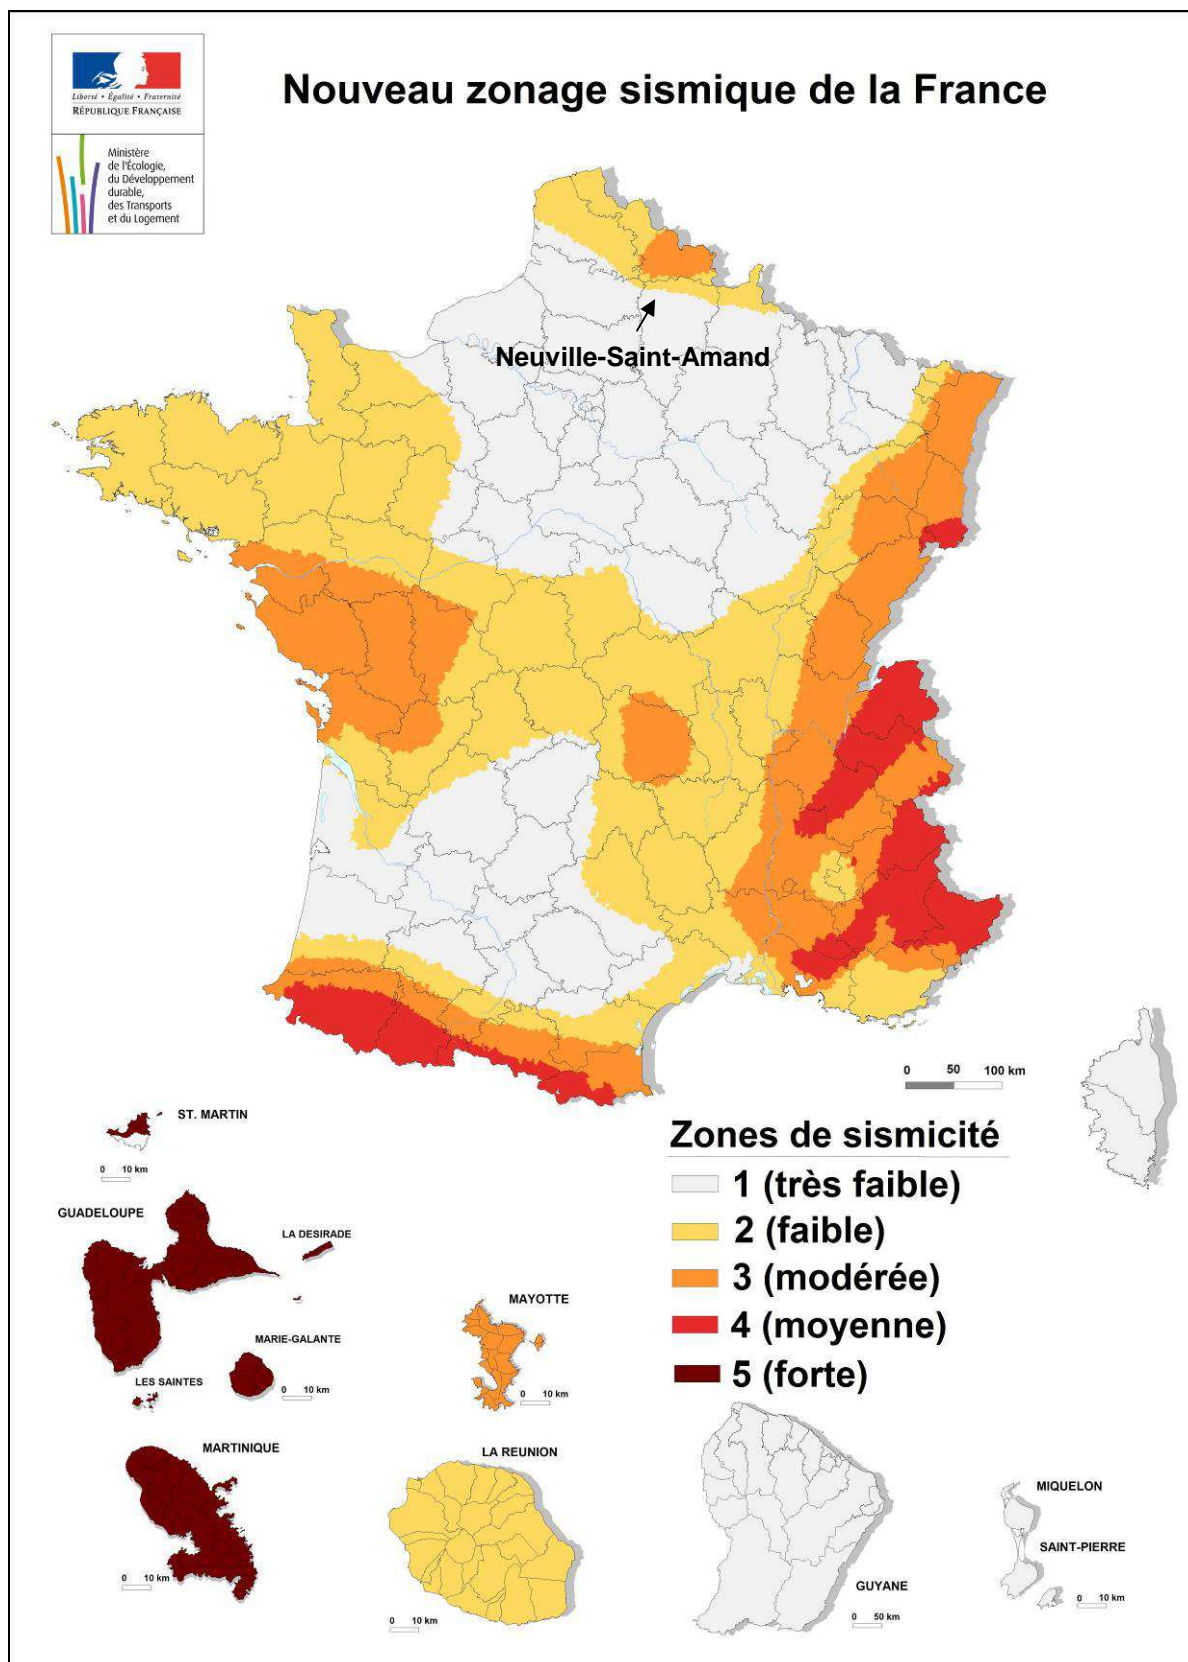 Liberté • Égalité • Fraternité
RÉPUBLIQUE FRANÇAISE
Ministère
de l'Écologie,
du Développement
durable,
des Transports
et du Logement
Nouveau zonage sismique de la France
Neuville-Saint-Amand
0 50 100 km
ST. MARTIN
0 10 km
GUADELOUPE
LA DESIRADE
MARIE-GALANTE
0 10 km
LES SAINTES
MARTINIQUE
0 10 km
MAYOTTE
0 10 km
LA REUNION
0 10 km
Zones de sismicité
1 (très faible)
2 (faible)
3 (modérée)
4 (moyenne)
5 (forte)
GUYANE
0 50 km
MIQUELON
SAINT-PIERRE
0 10 km